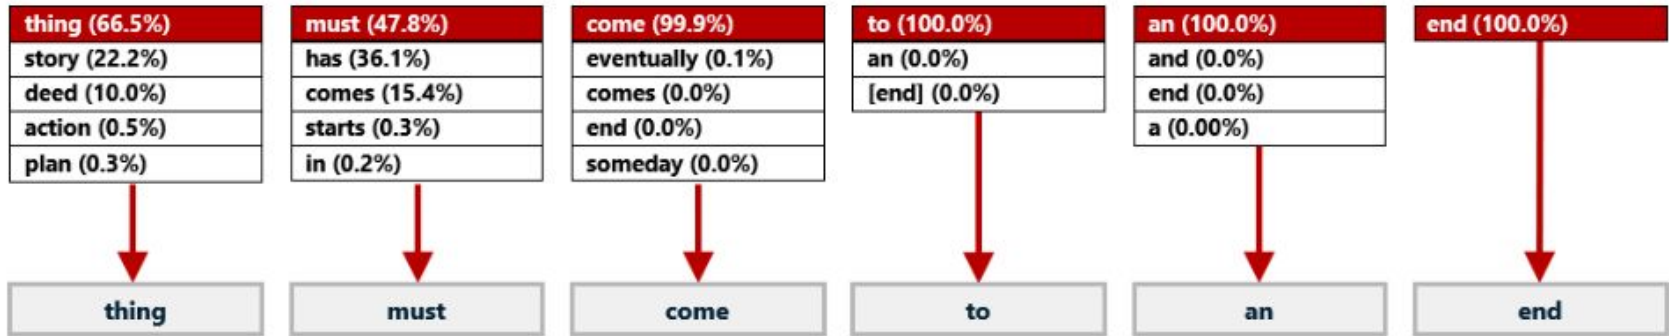 thing (66.5%)
story (22.2%)
deed (10.0%)
action (0.5%)
plan (0.3%)
must (47.8%)
has (36.1%)
comes (15.4%)
starts (0.3%)
in (0.2%)
come (99.9%)
eventually (0.1%)
comes (0.0%)
end (0.0%)
someday (0.0%)
to (100.0%)
an (0.0%)
[end] (0.0%)
an (100.0%)
and (0.0%)
end (0.0%)
a (0.00%)
end (100.0%)
thing
must
come
to
an
end